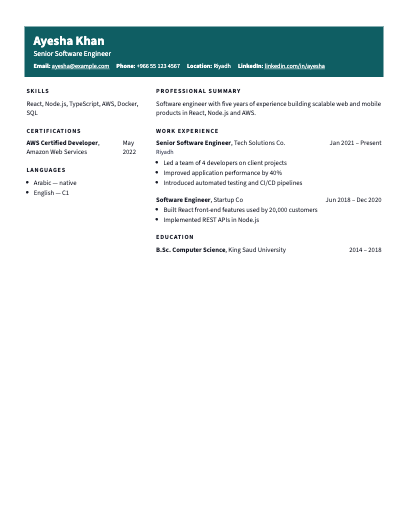 Ayesha Khan
Senior Software Engineer
Email: ayesha@example.com Phone: +966 55 123 4567 Location: Riyadh LinkedIn: linkedin.com/in/ayesha
SKILLS
React, Node.js, TypeScript, AWS, Docker,
SQL
CERTIFICATIONS
AWS Certified Developer, May
Amazon Web Services 2022
LANGUAGES
• Arabic — native
• English — C1
PROFESSIONAL SUMMARY
Software engineer with five years of experience building scalable web and mobile
products in React, Node.js and AWS.
WORK EXPERIENCE
Senior Software Engineer, Tech Solutions Co. Jan 2021 – Present
Riyadh
• Led a team of 4 developers on client projects
• Improved application performance by 40%
• Introduced automated testing and CI/CD pipelines
Software Engineer, Startup Co Jun 2018 – Dec 2020
• Built React front-end features used by 20,000 customers
• Implemented REST APIs in Node.js
EDUCATION
B.Sc. Computer Science, King Saud University 2014 – 2018